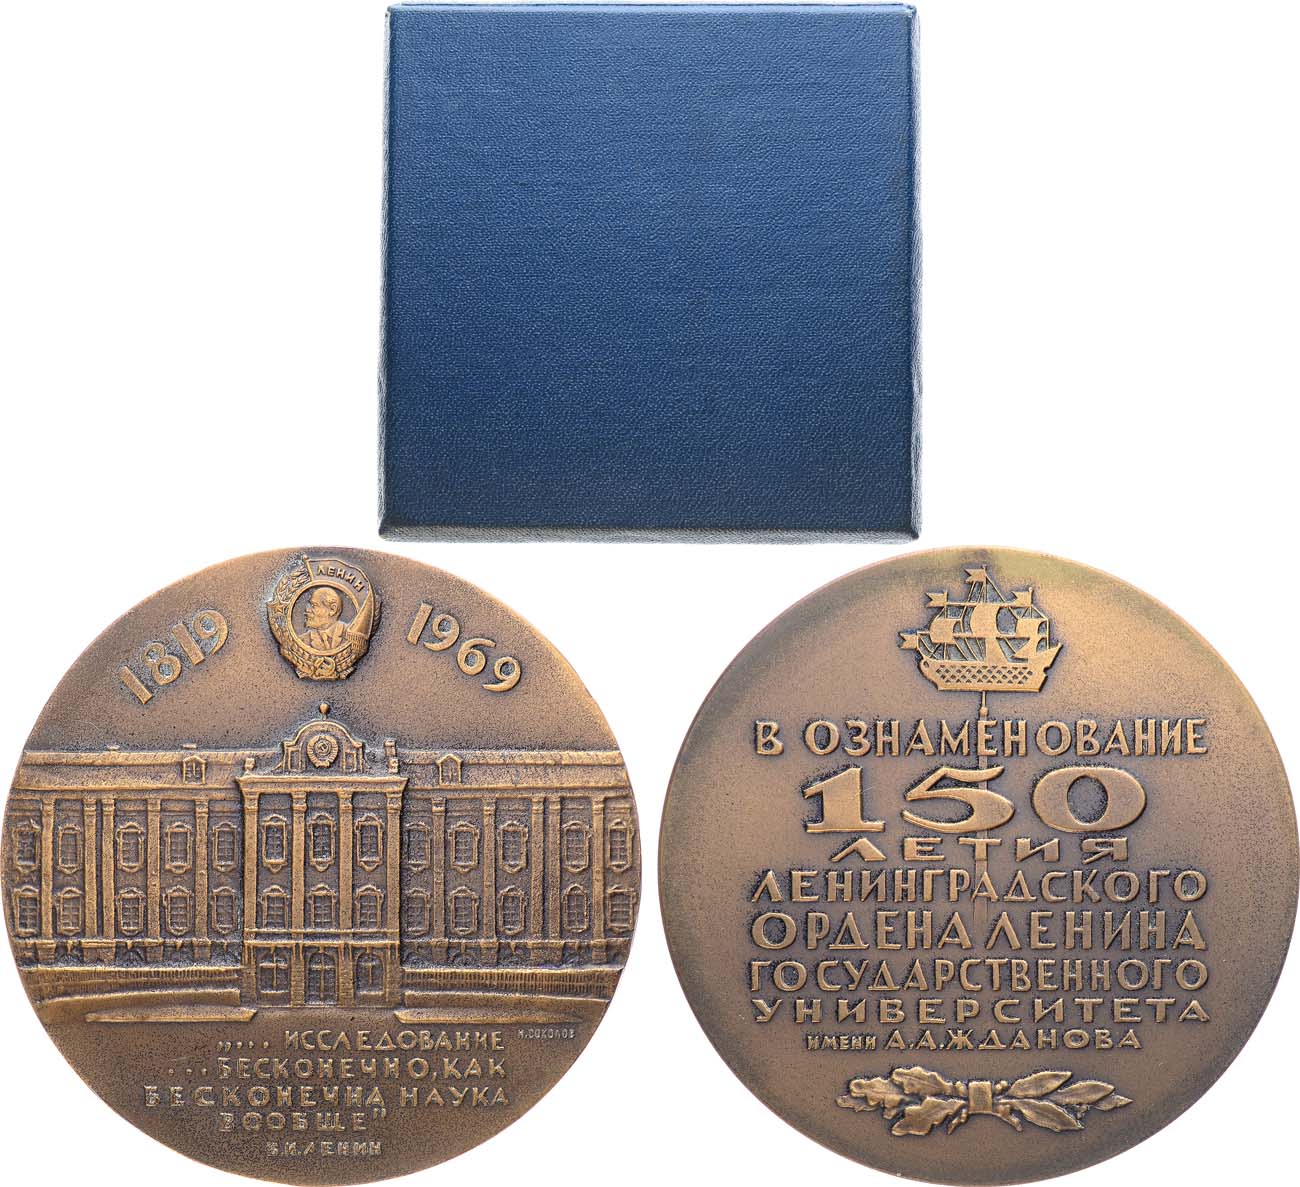 ЛЕНИН
1819 1969
Н.СОКОЛОВ
„... ИССЛЕДОВАНИЕ
...БЕСКОНЕЧНО, КАК
БЕСКОНЕЧНА НАУКА
ВООБЩЕ"
В.И.ЛЕНИН
В ОЗНАМЕНОВАНИЕ
150
ЛЕТИЯ
ЛЕНИНГРАДСКОГО
ОРДЕНА ЛЕНИНА
ГОСУДАРСТВЕННОГО
УНИВЕРСИТЕТА
ИМЕНИ А.А.ЖДАНОВА